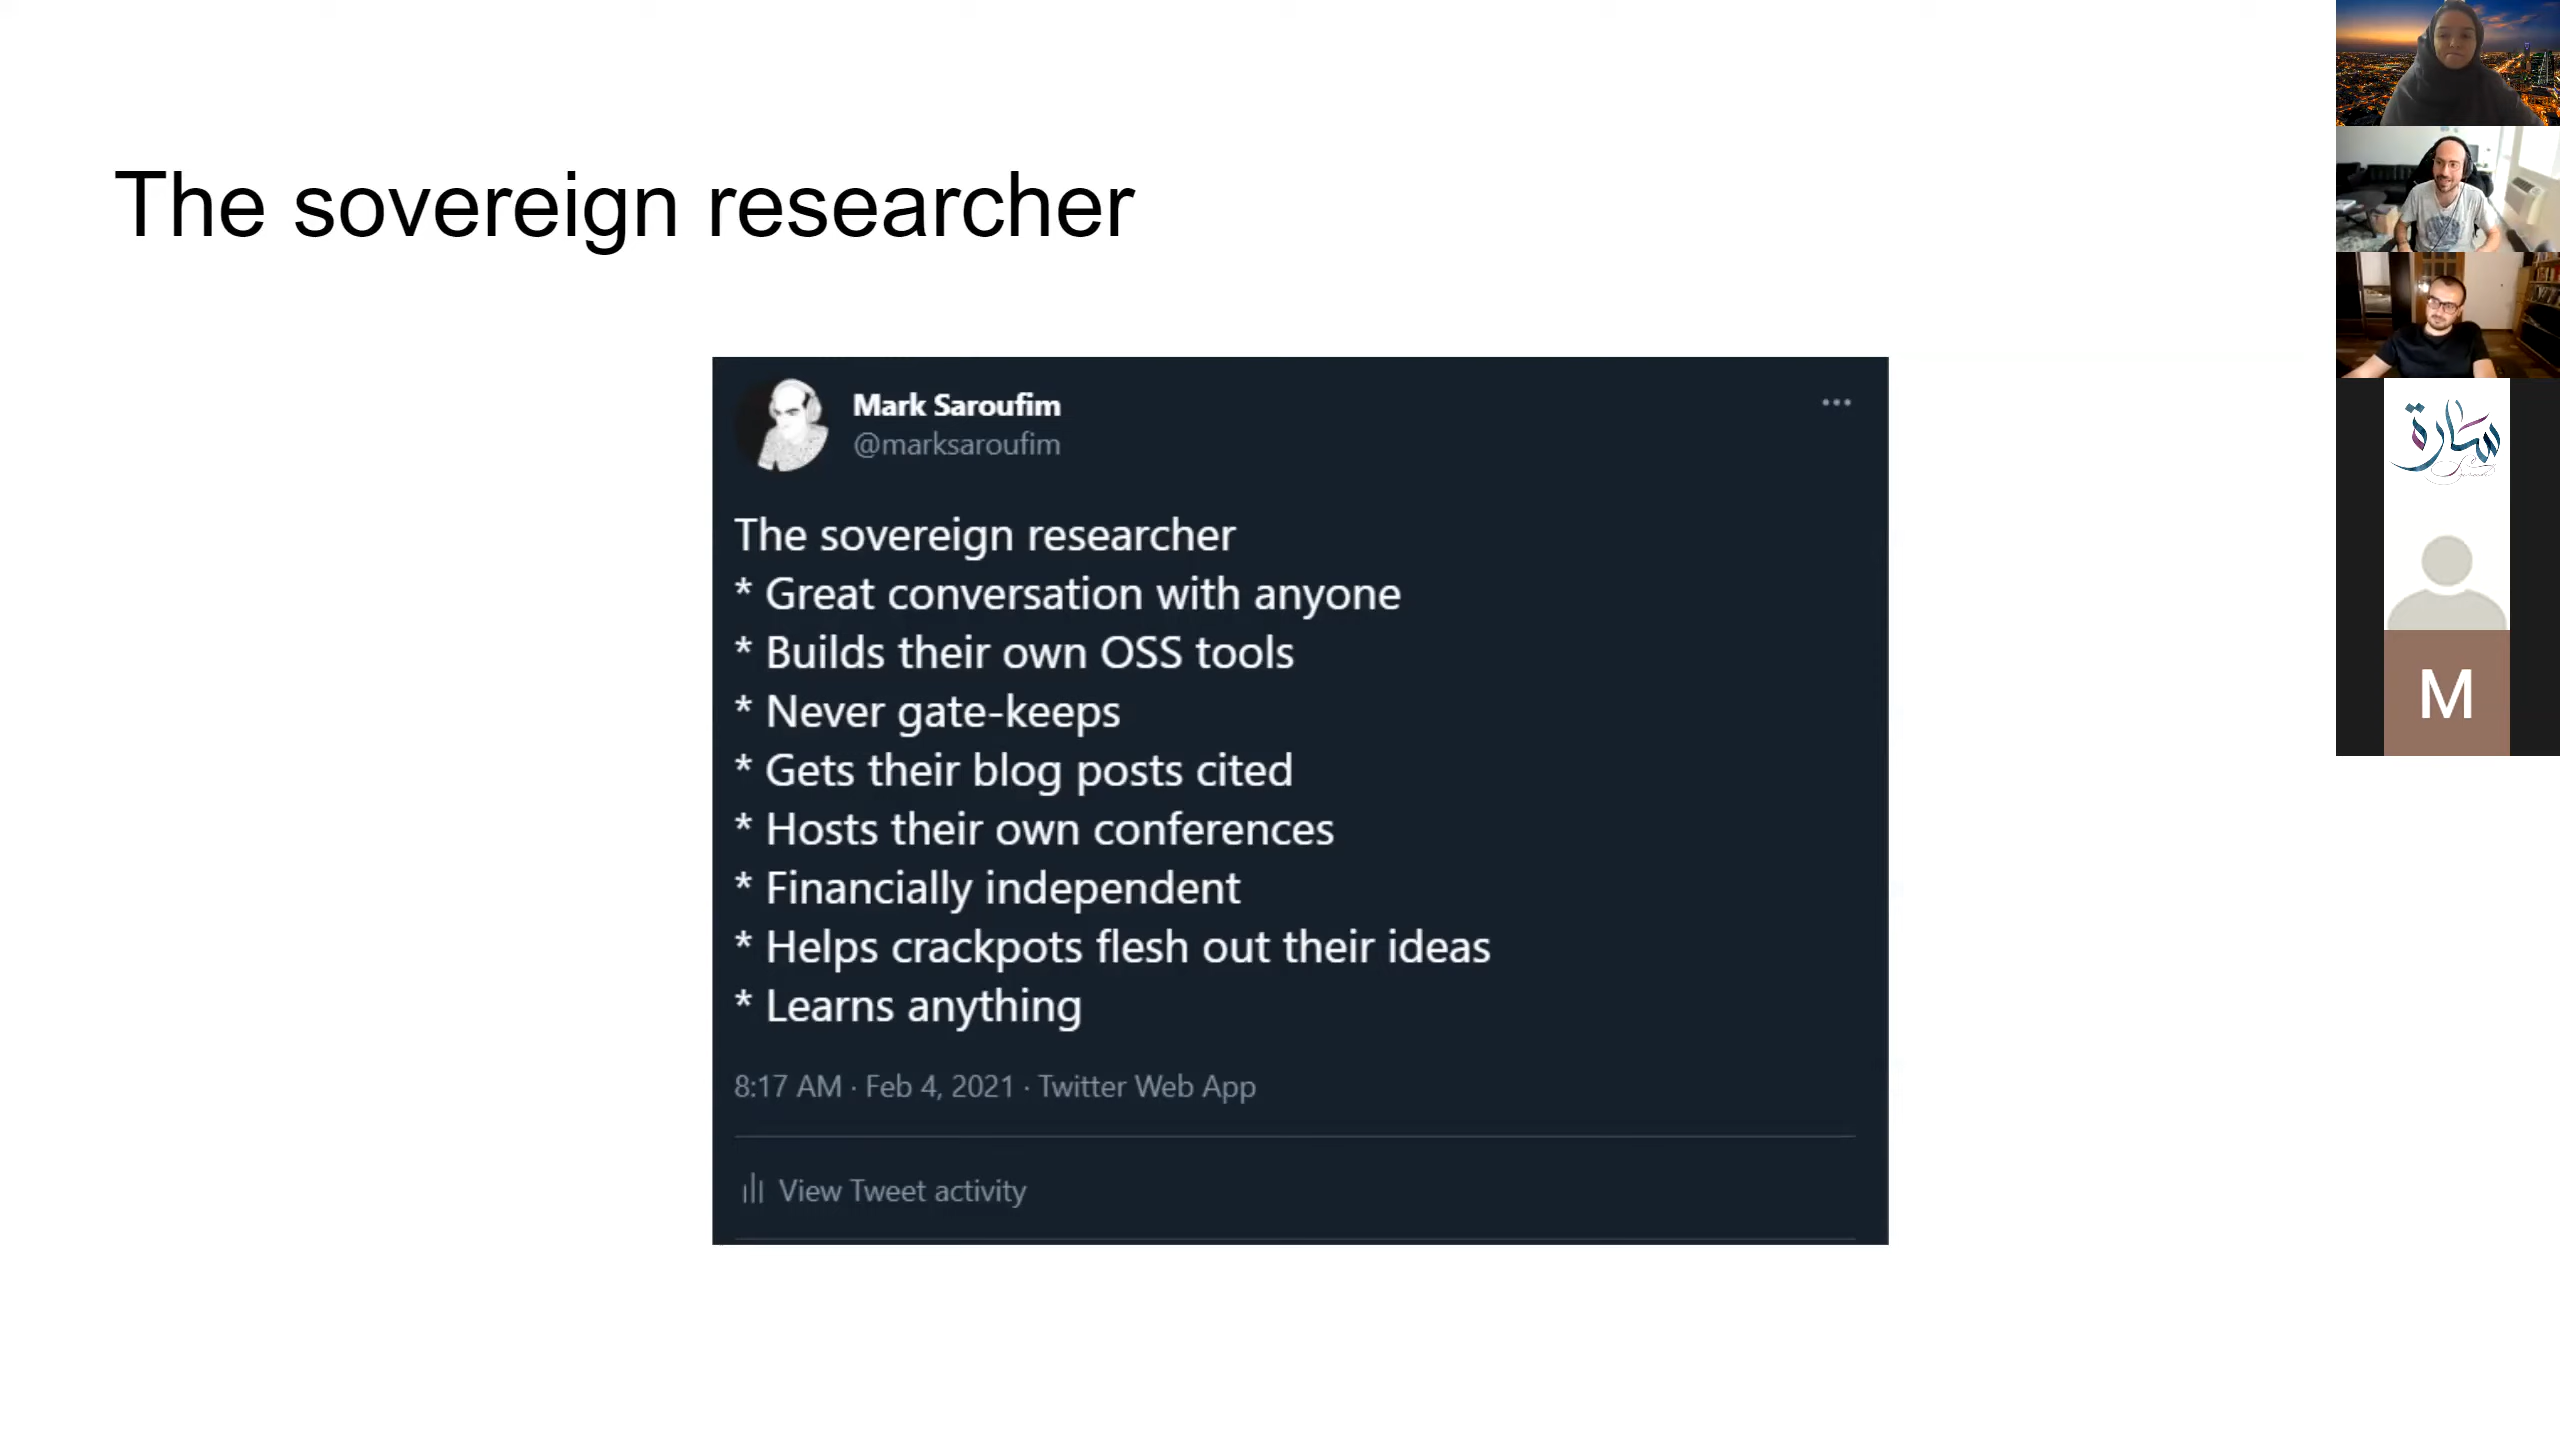 The sovereign researcher
Mark Saroufim
@marksaroufim
The sovereign researcher
* Great conversation with anyone
* Builds their own OSS tools
* Never gate-keeps
* Gets their blog posts cited
* Hosts their own conferences
* Financially independent
* Helps crackpots flesh out their ideas
* Learns anything
8:17 AM · Feb 4, 2021 · Twitter Web App
View Tweet activity
سارة
M